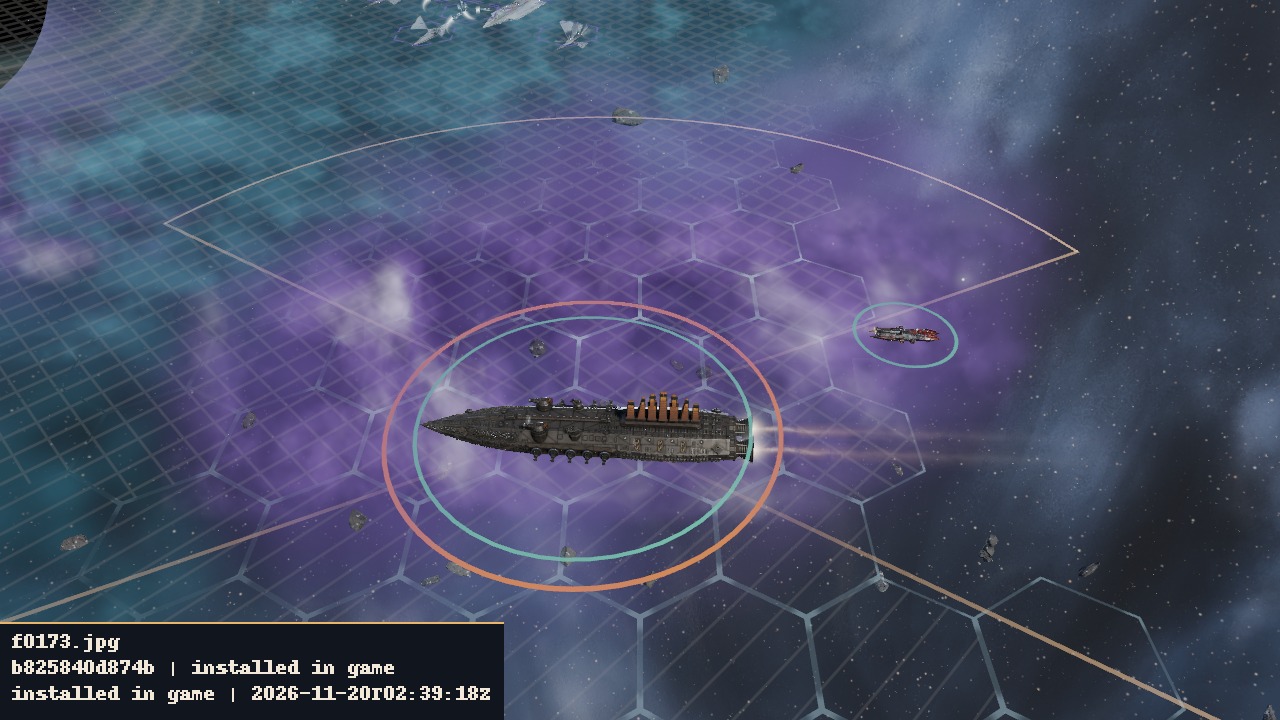 f0173.jpg
b825840d874b | installed in game
installed in game | 2026-11-20T02:39:18Z